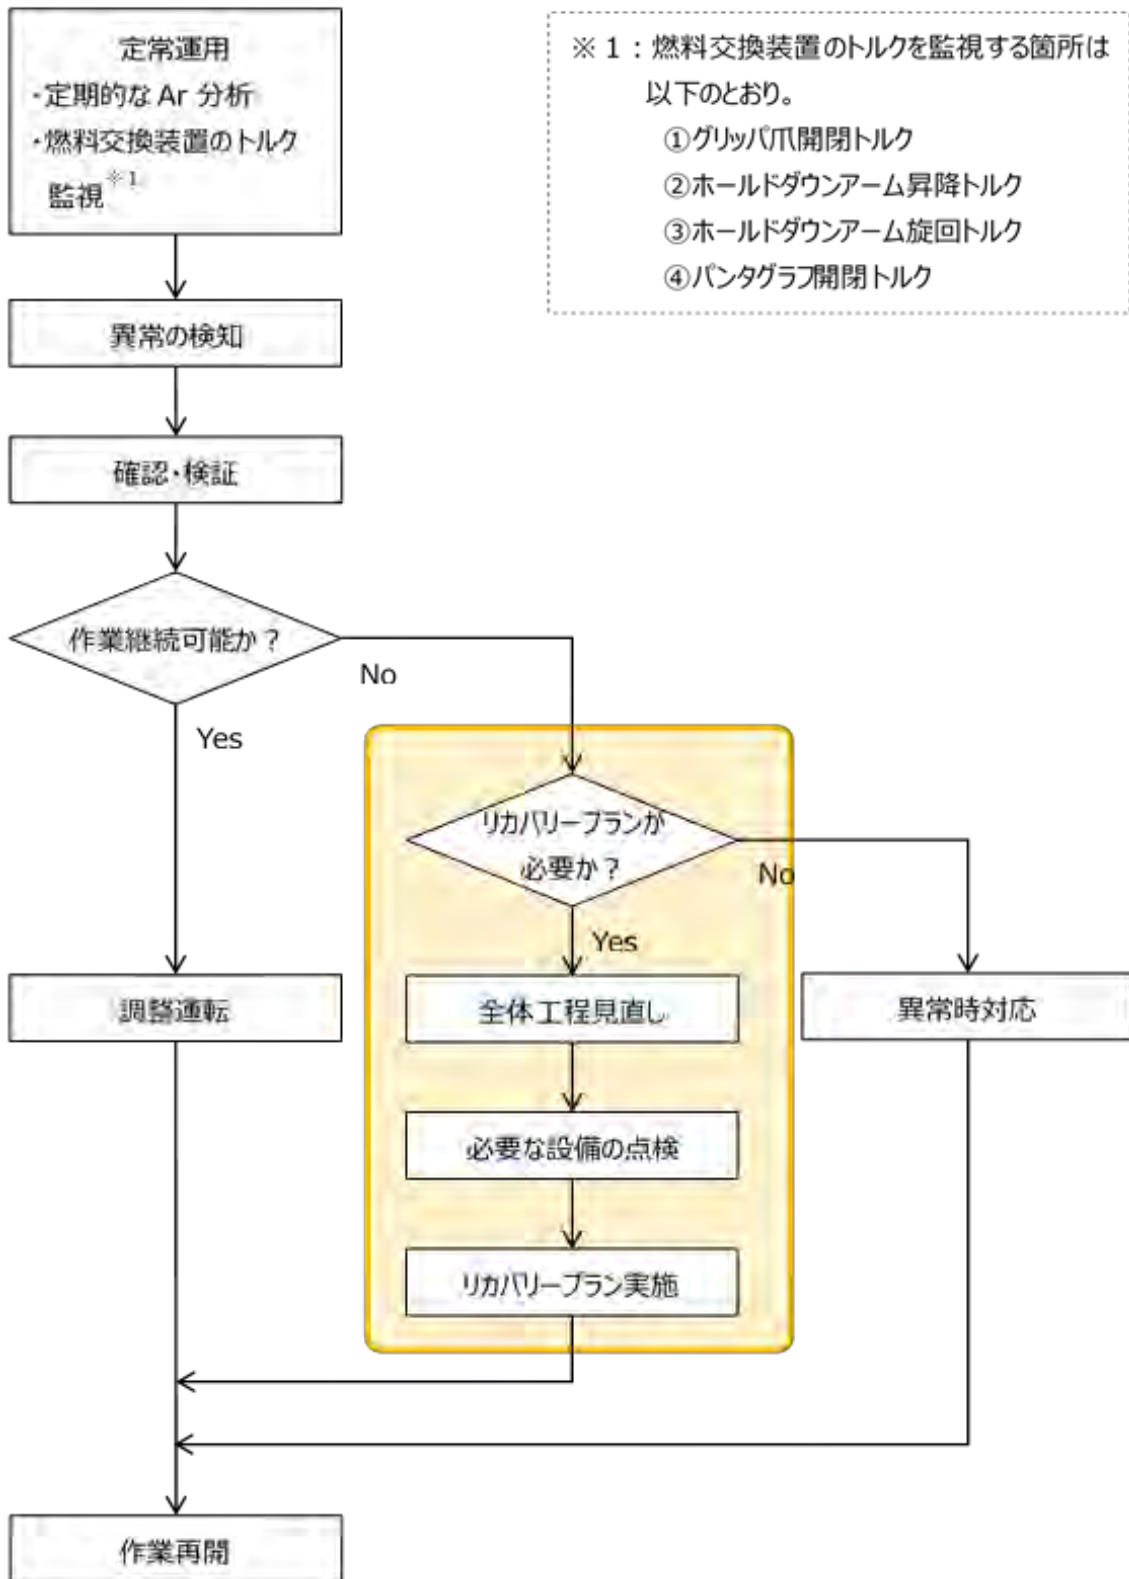 定常運用
・定期的な Ar 分析
・燃料交換装置のトルク
監視※1
※1：燃料交換装置のトルクを監視する箇所は
以下のとおり。
①グリッパ爪開閉トルク
②ホールドダウンアーム昇降トルク
③ホールドダウンアーム旋回トルク
④パンタグラフ開閉トルク
異常の検知
確認・検証
作業継続可能か？
No
Yes
リカバリープランが
必要か？
No
Yes
調整運転
全体工程見直し
異常時対応
必要な設備の点検
リカバリープラン実施
作業再開